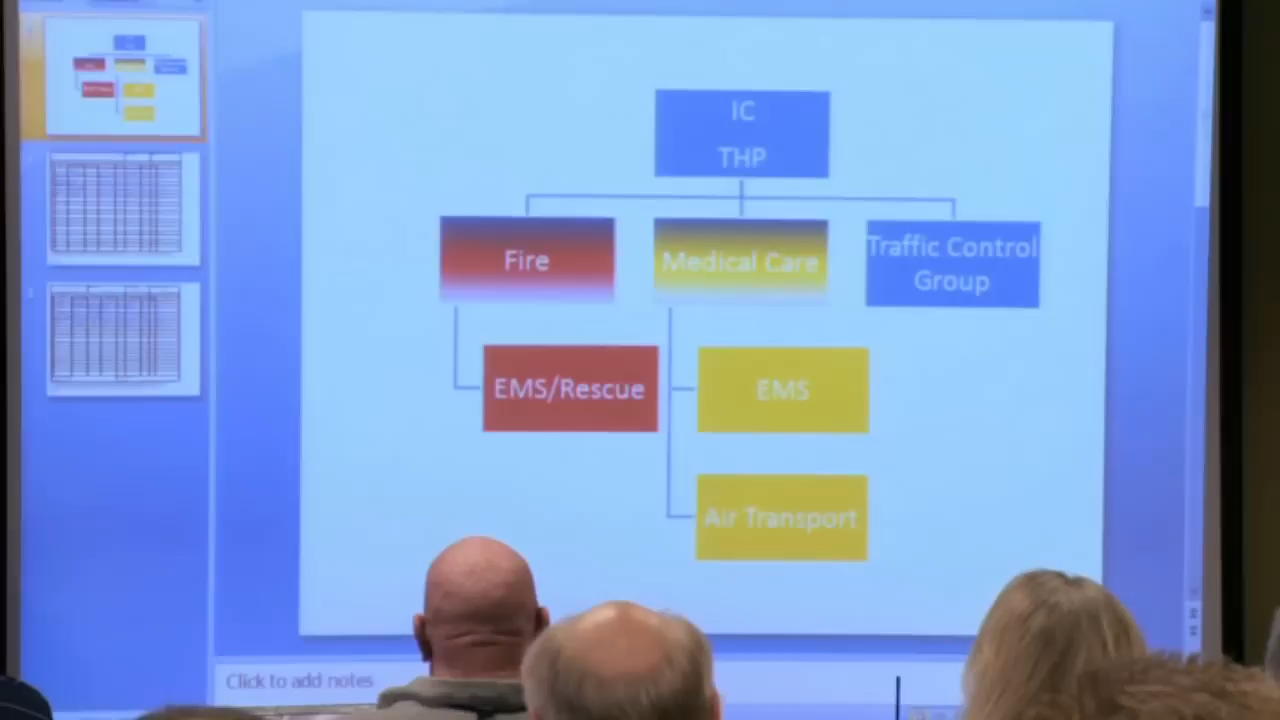 IC
THP
Fire
Medical Care
Traffic Control
Group
EMS/Rescue
EMS
Air Transport
Click to add notes